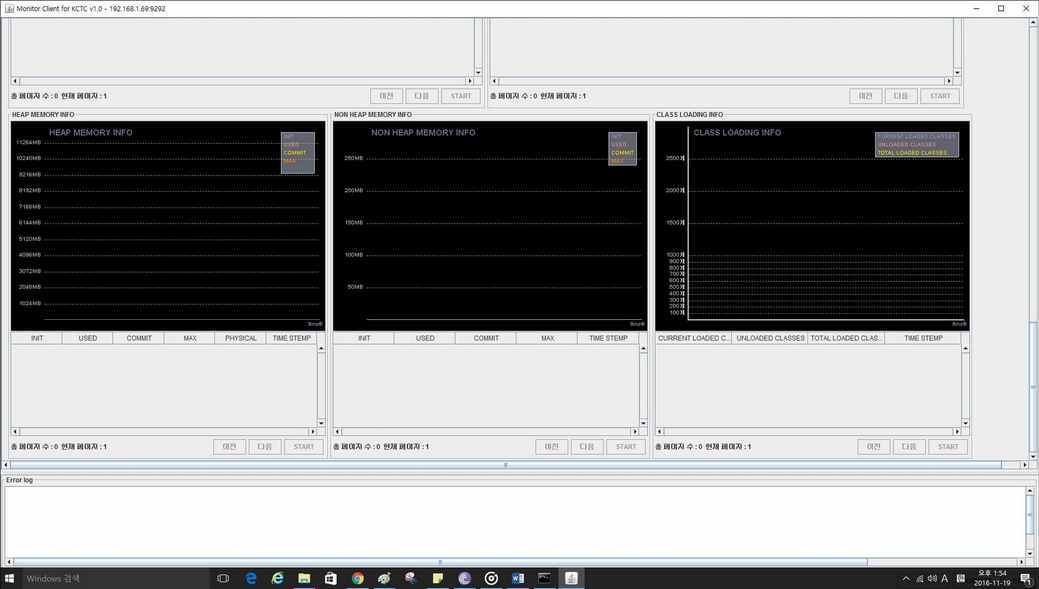 Monitor Client for KCTC v1.0 - 192.168.1.69:9292
총 페이지 수 : 0 현재 페이지 : 1
이전
다음
START
총 페이지 수 : 0 현재 페이지 : 1
이전
다음
START
HEAP MEMORY INFO
HEAP MEMORY INFO
INIT
USED
COMMIT
MAX
11264MB
10240MB
9216MB
8192MB
7168MB
6144MB
5120MB
4096MB
3072MB
2048MB
1024MB
INIT USED COMMIT MAX PHYSICAL TIME STEMP
총 페이지 수 : 0 현재 페이지 : 1
이전
다음
START
NON HEAP MEMORY INFO
NON HEAP MEMORY INFO
INIT
USED
COMMIT
MAX
250MB
200MB
150MB
100MB
50MB
INIT USED COMMIT MAX TIME STEMP
총 페이지 수 : 0 현재 페이지 : 1
이전
다음
START
CLASS LOADING INFO
CLASS LOADING INFO
CURRENT LOADED CLASSES
UNLOADED CLASSES
TOTAL LOADED CLASSES
2500개
2000개
1500개
1000개
900개
800개
700개
600개
500개
400개
300개
200개
100개
CURRENT LOADED C... UNLOADED CLASSES TOTAL LOADED CLAS... TIME STEMP
총 페이지 수 : 0 현재 페이지 : 1
이전
다음
START
Error log
Windows 검색
A
오후 1:54
2016-11-19